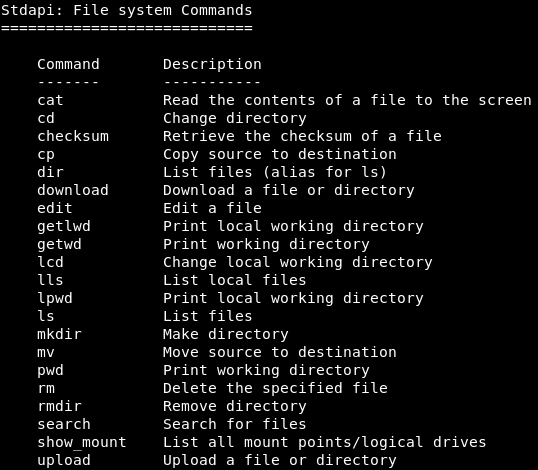 Stdapi: File system Commands
============================
Command Description
------- -----------
cat Read the contents of a file to the screen
cd Change directory
checksum Retrieve the checksum of a file
cp Copy source to destination
dir List files (alias for ls)
download Download a file or directory
edit Edit a file
getlwd Print local working directory
getwd Print working directory
lcd Change local working directory
lls List local files
lpwd Print local working directory
ls List files
mkdir Make directory
mv Move source to destination
pwd Print working directory
rm Delete the specified file
rmdir Remove directory
search Search for files
show_mount List all mount points/logical drives
upload Upload a file or directory